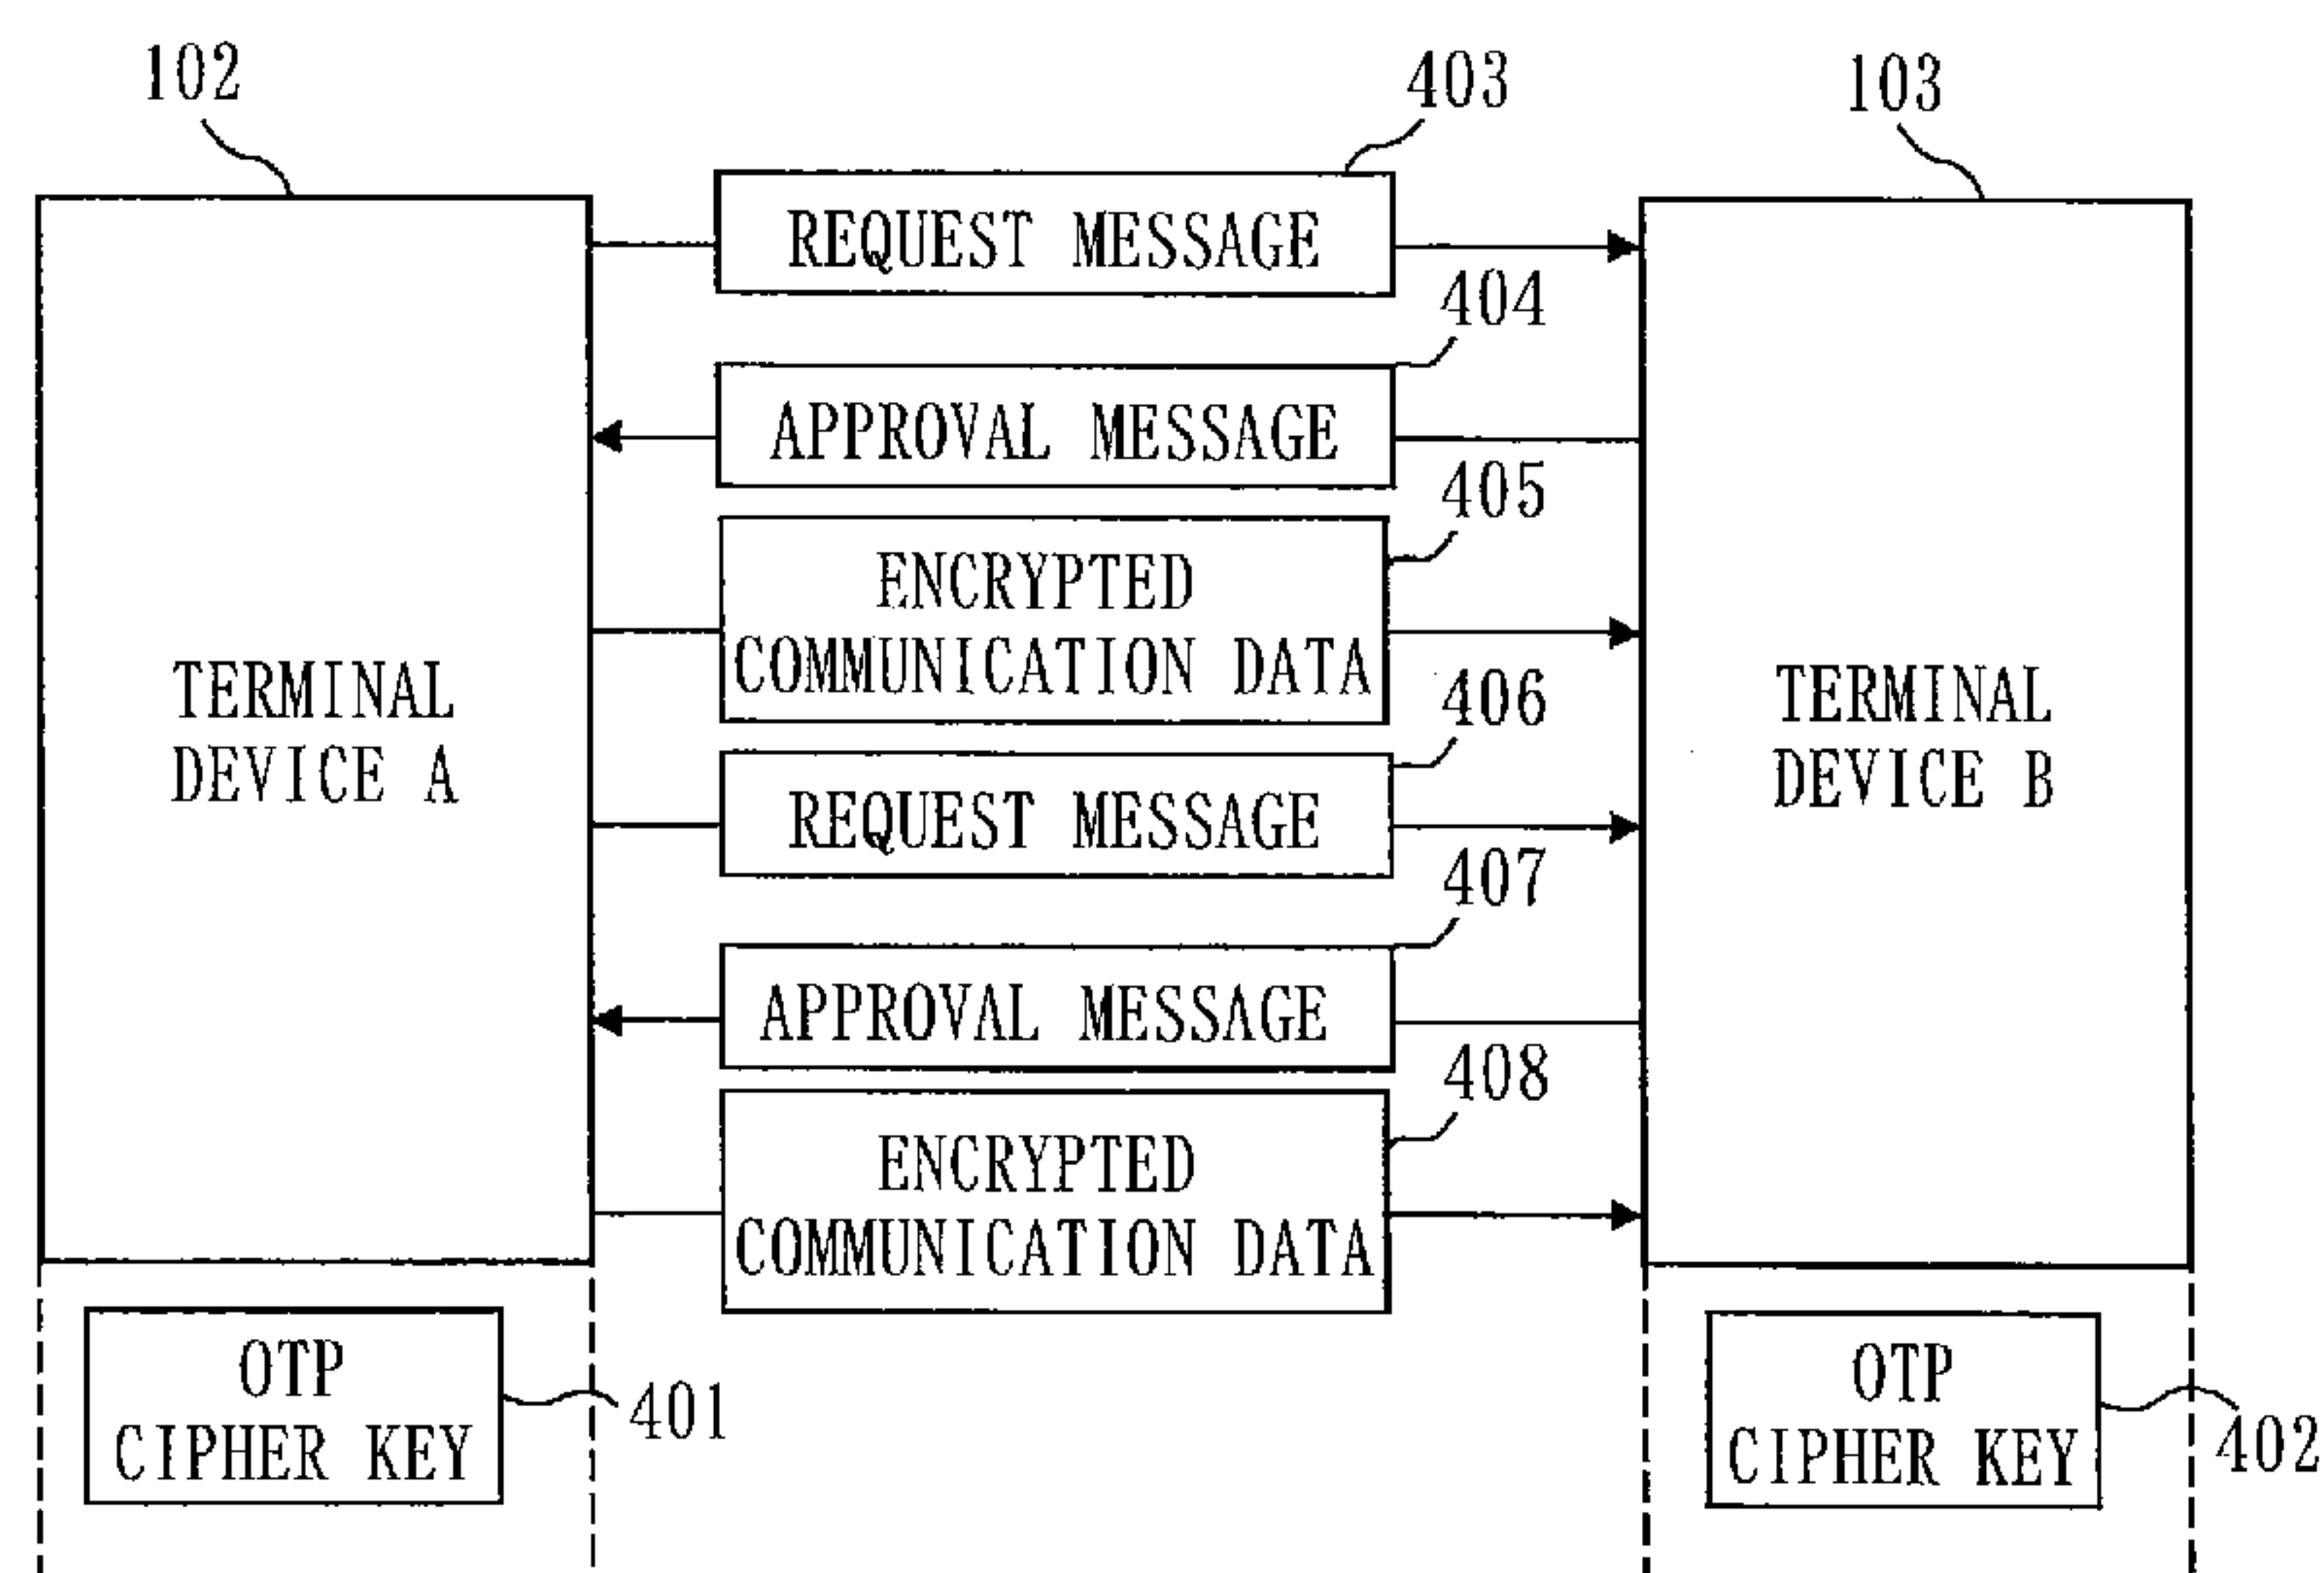 102
403
103
REQUEST MESSAGE
404
APPROVAL MESSAGE
405
ENCRYPTED
COMMUNICATION DATA
406
TERMINAL
DEVICE A
TERMINAL
DEVICE B
REQUEST MESSAGE
407
APPROVAL MESSAGE
408
ENCRYPTED
COMMUNICATION DATA
OTP
CIPHER KEY
401
OTP
CIPHER KEY
402